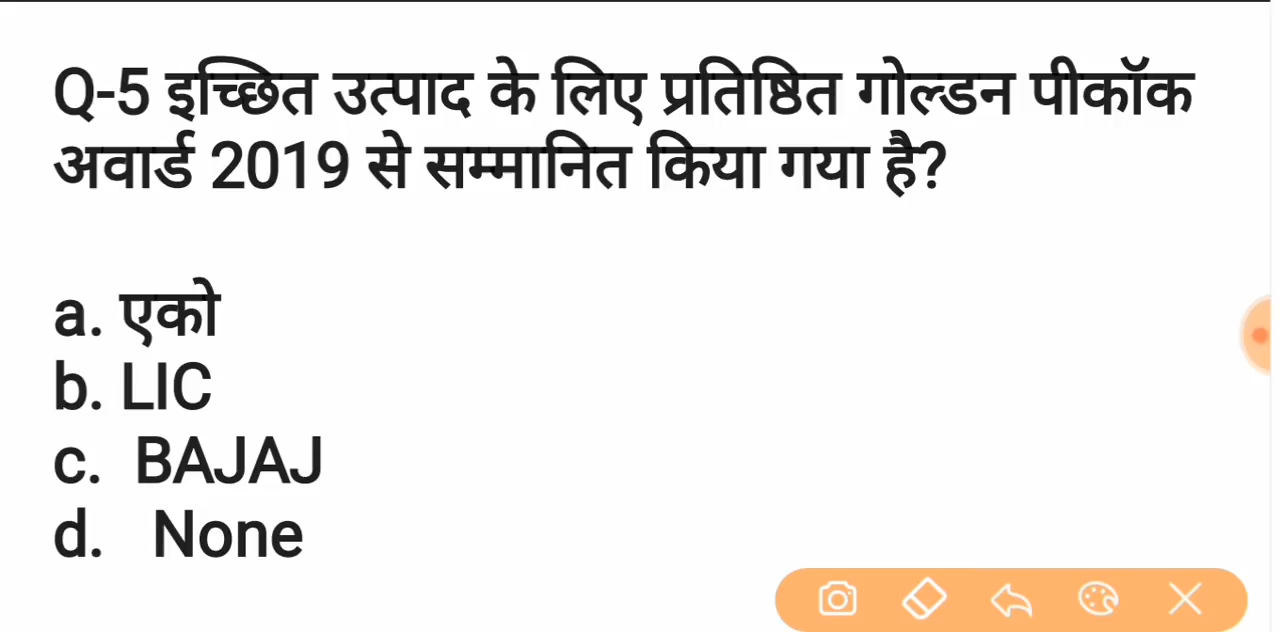 Q-5 इच्छित उत्पाद के लिए प्रतिष्ठित गोल्डन पीकॉक
अवार्ड 2019 से सम्मानित किया गया है?
a. एको
b. LIC
c. BAJAJ
d. None